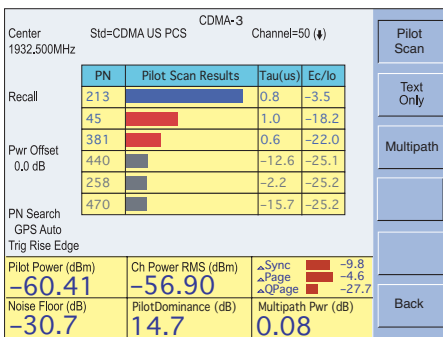 CDMA-3
Center Std=CDMA US PCS Channel=50 (⬇)
1932.500MHz
PN Pilot Scan Results Tau(us) Ec/Io
Recall
213 0.8 -3.5
45 1.0 -18.2
381 0.6 -22.0
Pwr Offset
0.0 dB
440 -12.6 -25.1
258 -2.2 -25.2
470 -15.7 -25.2
PN Search
GPS Auto
Trig Rise Edge
Pilot Power (dBm)
-60.41
Ch Power RMS (dBm)
-56.90
Sync -9.8
Page -4.6
QPage -27.7
Noise Floor (dB)
-30.7
PilotDominance (dB)
14.7
Multipath Pwr (dB)
0.08
Pilot
Scan
Text
Only
Multipath
Back